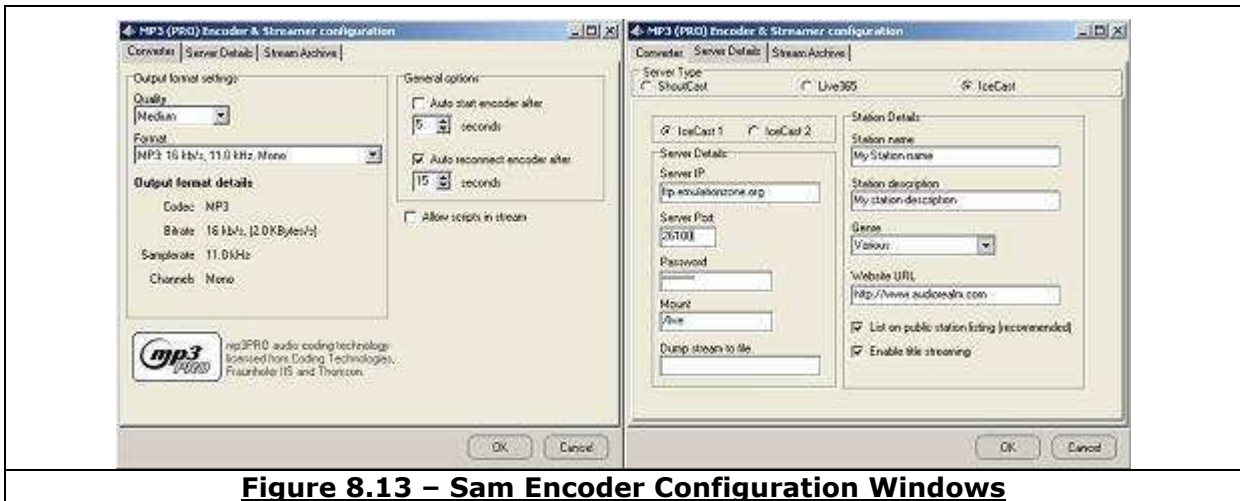 MP3 (PRO) Encoder & Streamer configuration
Converter Server Details Stream Archive
Output format settings
Quality
Medium
Format
MP3: 16 kb/s, 11.0 kHz, Mono
Output format details
Codec MP3
Bitrate 16 kb/s, (2.0 KBytes/s)
Samplerate 11.0 kHz
Channels Mono
General options
Auto start encoder after
5 seconds
Auto reconnect encoder after
15 seconds
Allow scripts in stream
mp3 PRO
mp3PRO audio coding technology
licensed from Coding Technologies,
Fraunhofer IIS and Thomson.
OK Cancel
MP3 (PRO) Encoder & Streamer configuration
Converter Server Details Stream Archive
Server Type
ShoutCast Live365 IceCast
IceCast 1 IceCast 2
Server Details
Server IP
ftp.emulationzone.org
Server Port
26100
Password
Mount
/live
Dump stream to file
Station Details
Station name
My Station name
Station description
My station description
Genre
Various
Website URL
http://www.audiorealm.com
List on public station listing (recommended)
Enable title streaming
OK Cancel
Figure 8.13 – Sam Encoder Configuration Windows